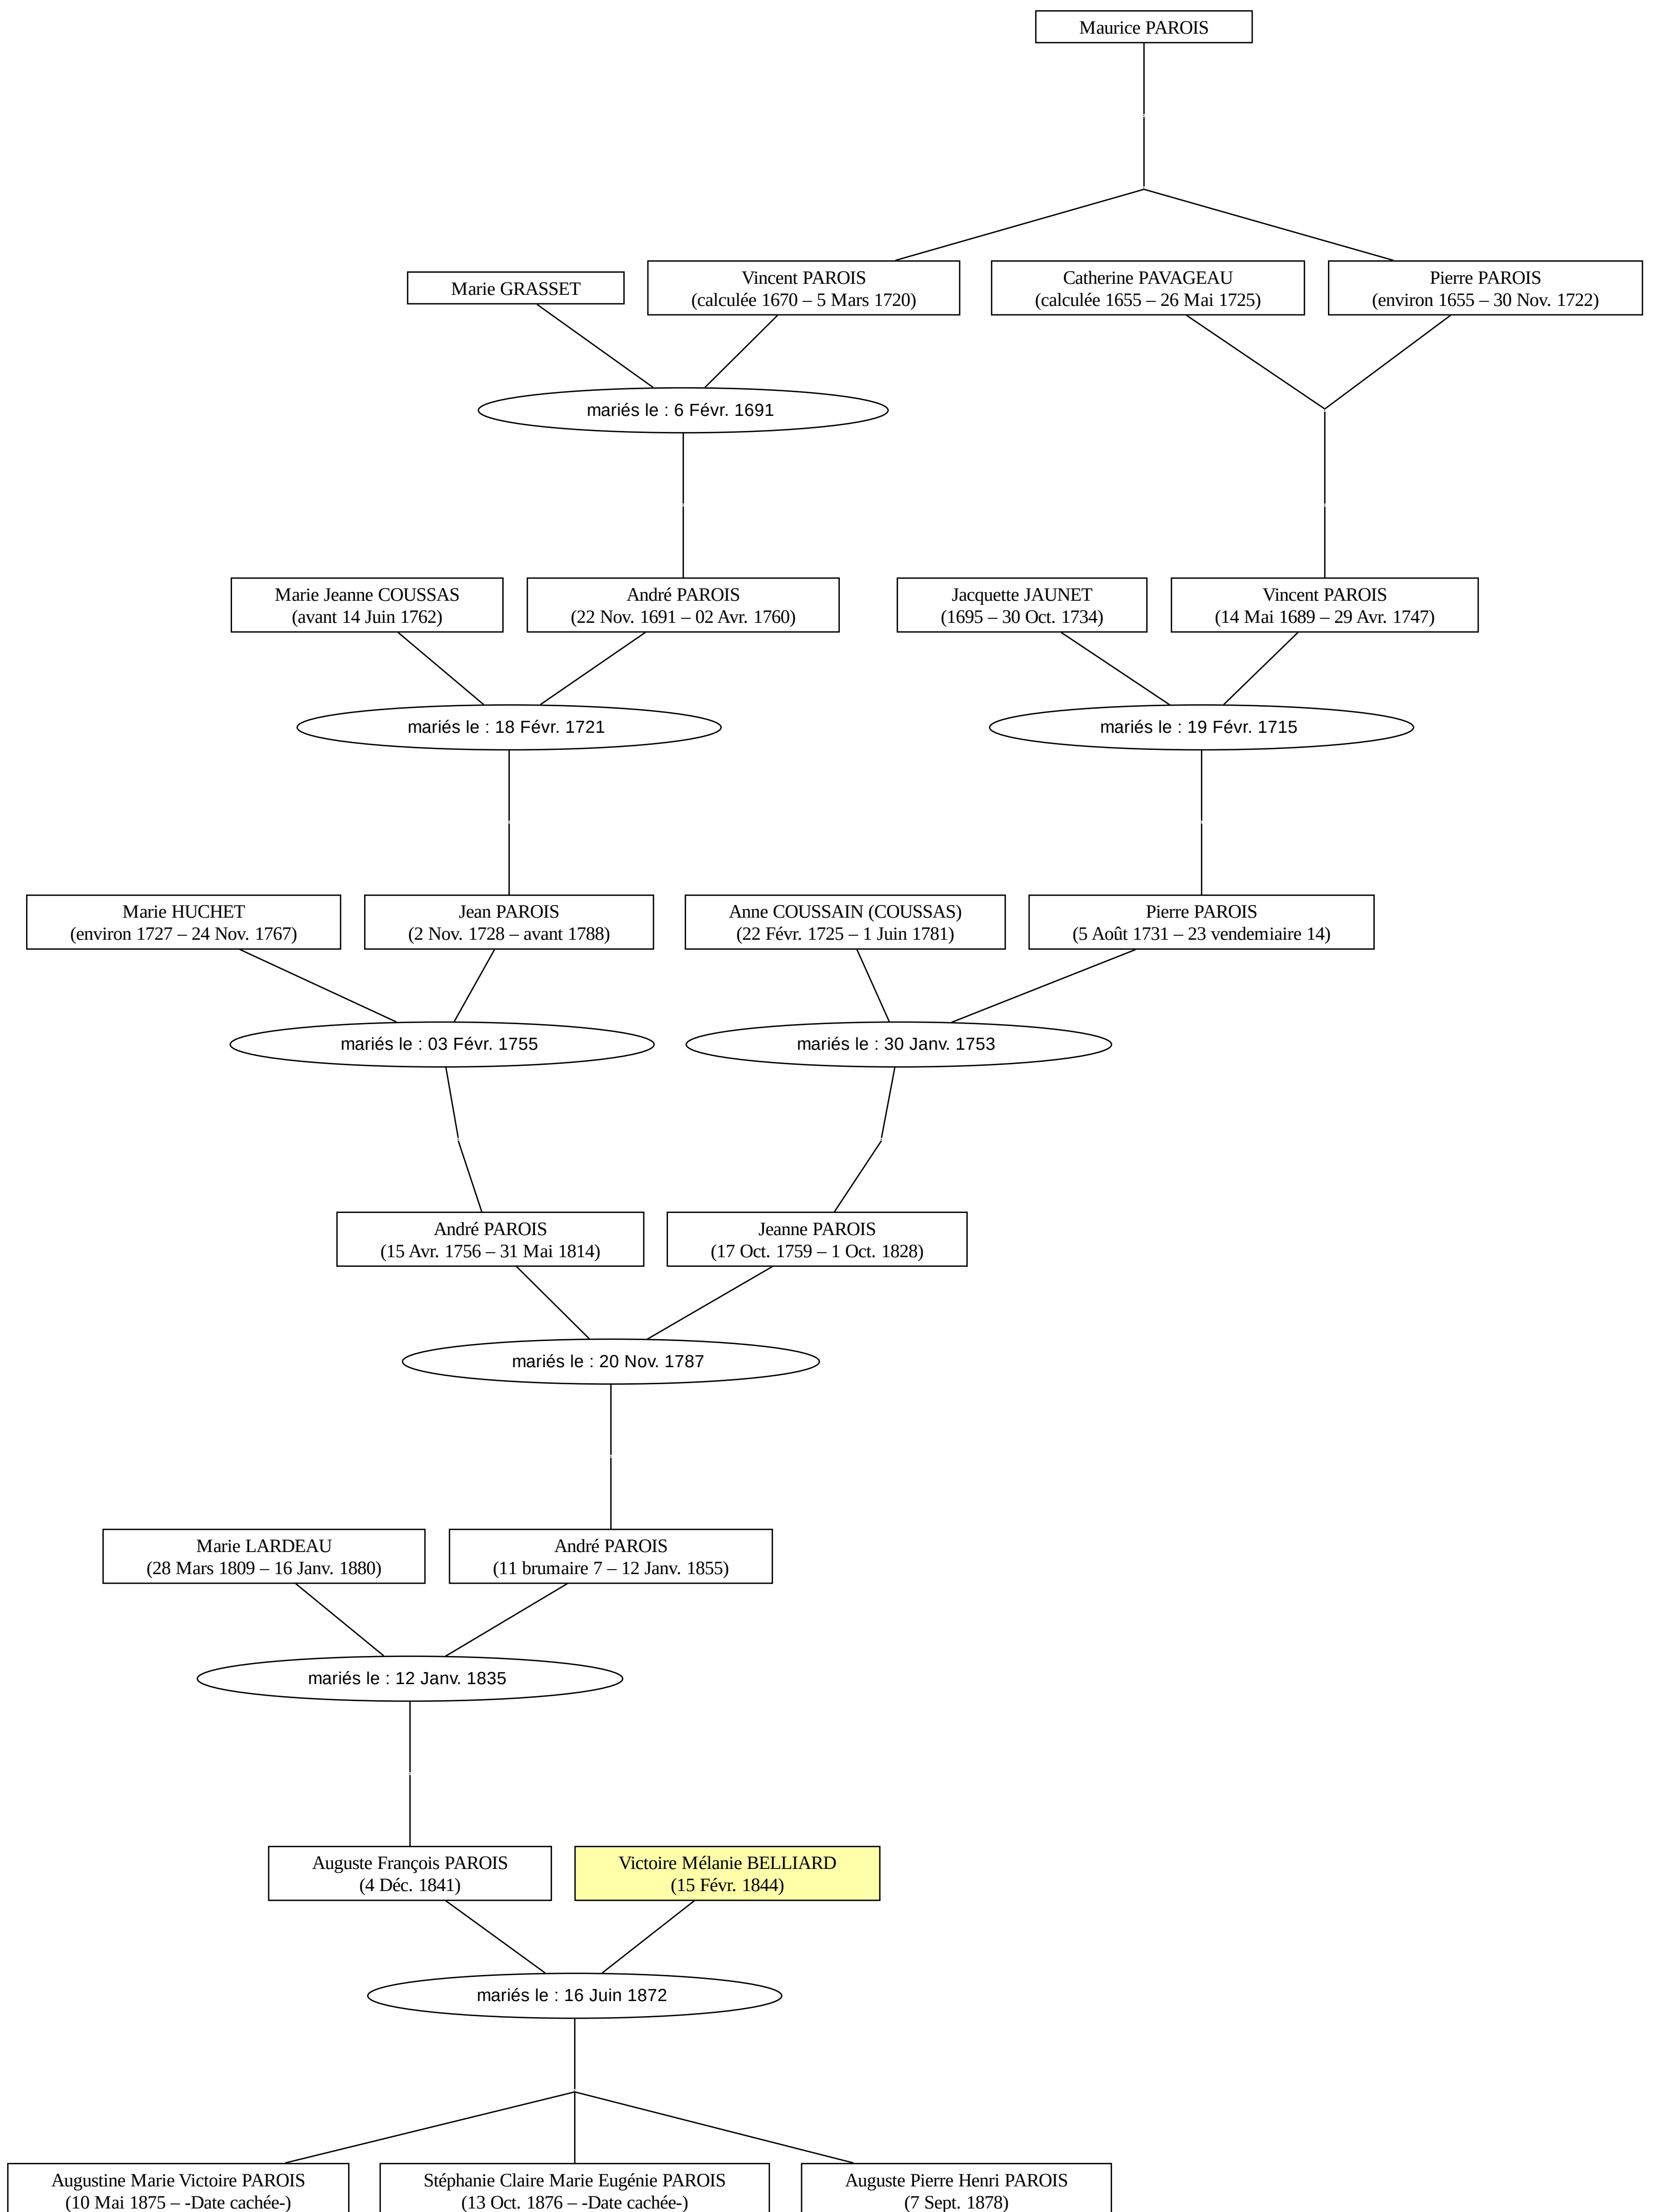 Maurice PAROIS
Marie GRASSET
Vincent PAROIS
(calculée 1670 – 5 Mars 1720)
Catherine PAVAGEAU
(calculée 1655 – 26 Mai 1725)
Pierre PAROIS
(environ 1655 – 30 Nov. 1722)
mariés le : 6 Févr. 1691
Marie Jeanne COUSSAS
(avant 14 Juin 1762)
André PAROIS
(22 Nov. 1691 – 02 Avr. 1760)
Jacquette JAUNET
(1695 – 30 Oct. 1734)
Vincent PAROIS
(14 Mai 1689 – 29 Avr. 1747)
mariés le : 18 Févr. 1721
mariés le : 19 Févr. 1715
Marie HUCHET
(environ 1727 – 24 Nov. 1767)
Jean PAROIS
(2 Nov. 1728 – avant 1788)
Anne COUSSAIN (COUSSAS)
(22 Févr. 1725 – 1 Juin 1781)
Pierre PAROIS
(5 Août 1731 – 23 vendemiaire 14)
mariés le : 03 Févr. 1755
mariés le : 30 Janv. 1753
André PAROIS
(15 Avr. 1756 – 31 Mai 1814)
Jeanne PAROIS
(17 Oct. 1759 – 1 Oct. 1828)
mariés le : 20 Nov. 1787
Marie LARDEAU
(28 Mars 1809 – 16 Janv. 1880)
André PAROIS
(11 brumaire 7 – 12 Janv. 1855)
mariés le : 12 Janv. 1835
Auguste François PAROIS
(4 Déc. 1841)
Victoire Mélanie BELLIARD
(15 Févr. 1844)
mariés le : 16 Juin 1872
Augustine Marie Victoire PAROIS
(10 Mai 1875 – -Date cachée-)
Stéphanie Claire Marie Eugénie PAROIS
(13 Oct. 1876 – -Date cachée-)
Auguste Pierre Henri PAROIS
(7 Sept. 1878)